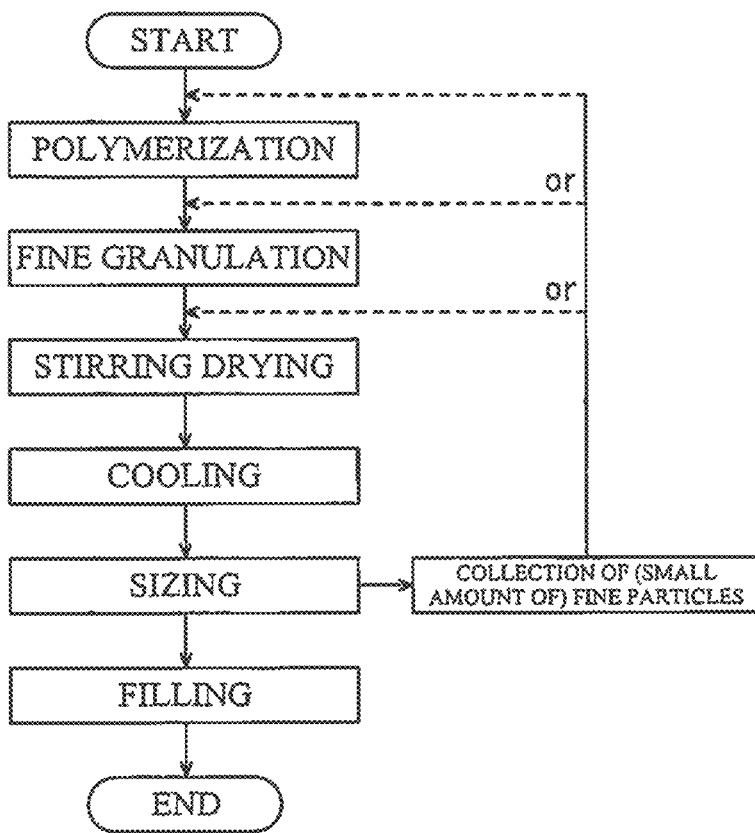 START
POLYMERIZATION
or
FINE GRANULATION
or
STIRRING DRYING
COOLING
SIZING
COLLECTION OF (SMALL
AMOUNT OF) FINE PARTICLES
FILLING
END